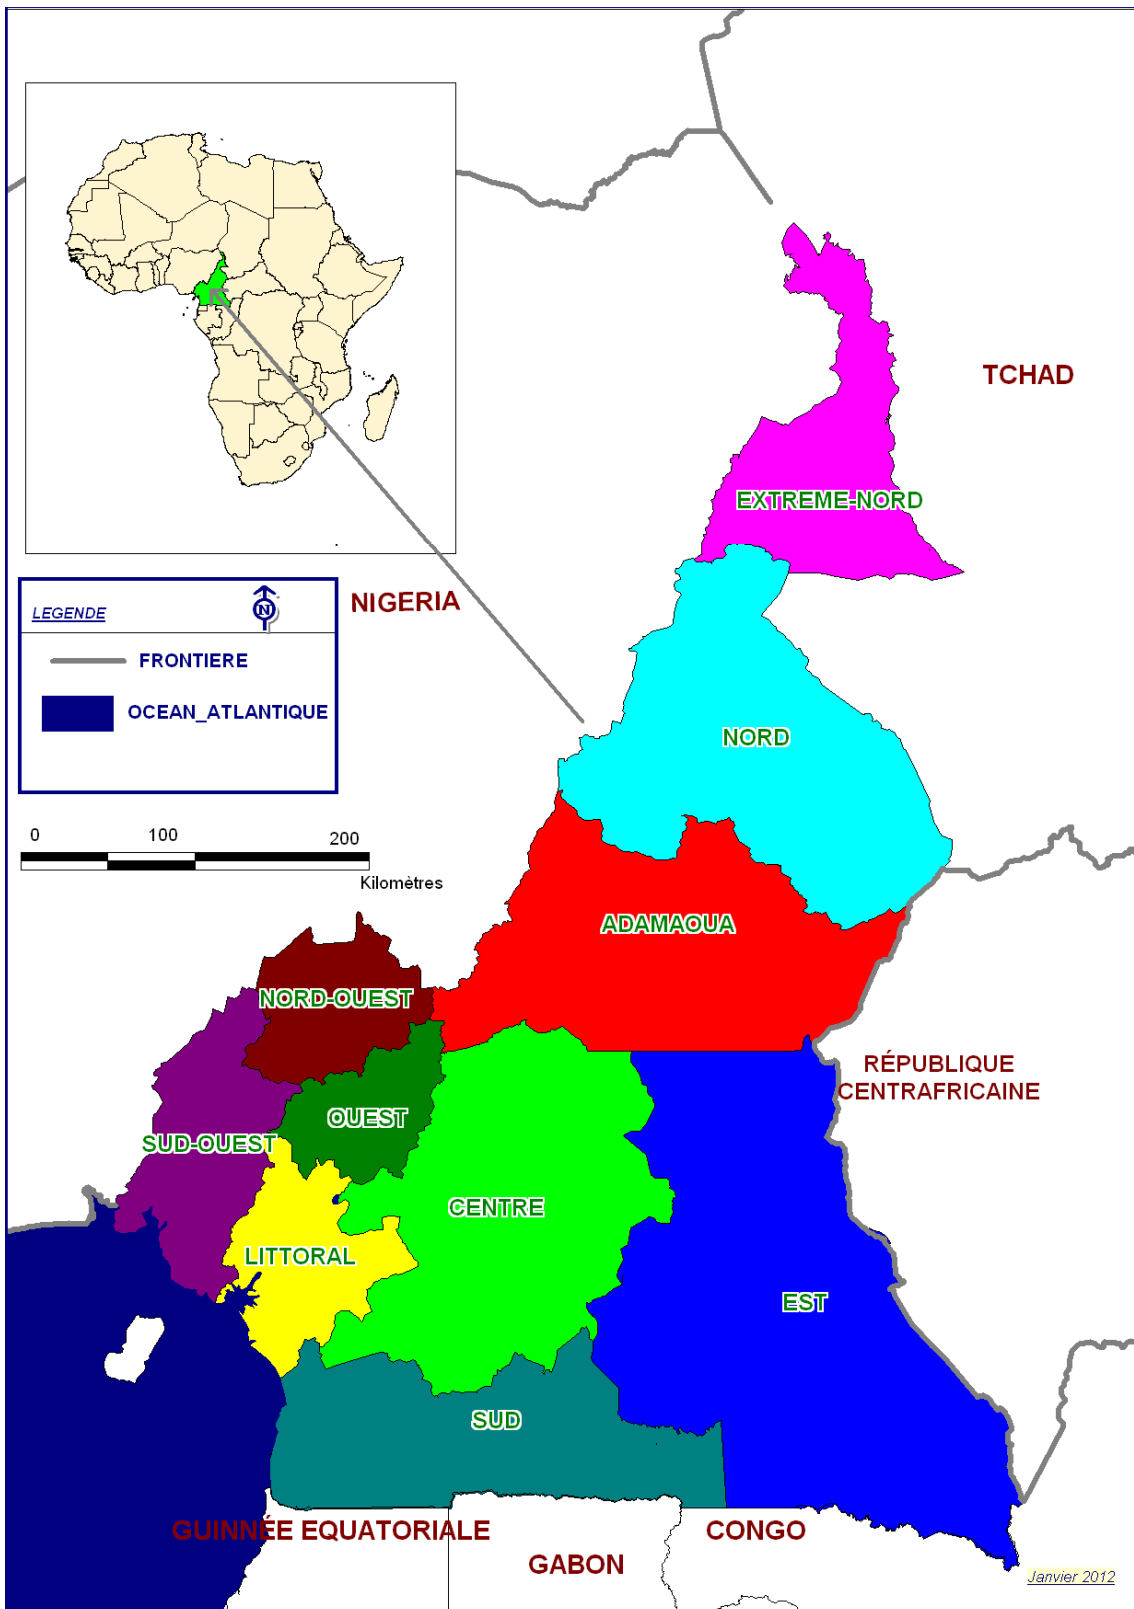 TCHAD
EXTREME-NORD
NIGERIA
LEGENDE
N
FRONTIERE
OCEAN_ATLANTIQUE
NORD
0 100 200
Kilomètres
ADAMAOUA
NORD-OUEST
RÉPUBLIQUE
CENTRAFRICAINE
OUEST
SUD-OUEST
CENTRE
LITTORAL
EST
SUD
GUINNÉE EQUATORIALE
CONGO
GABON
Janvier 2012